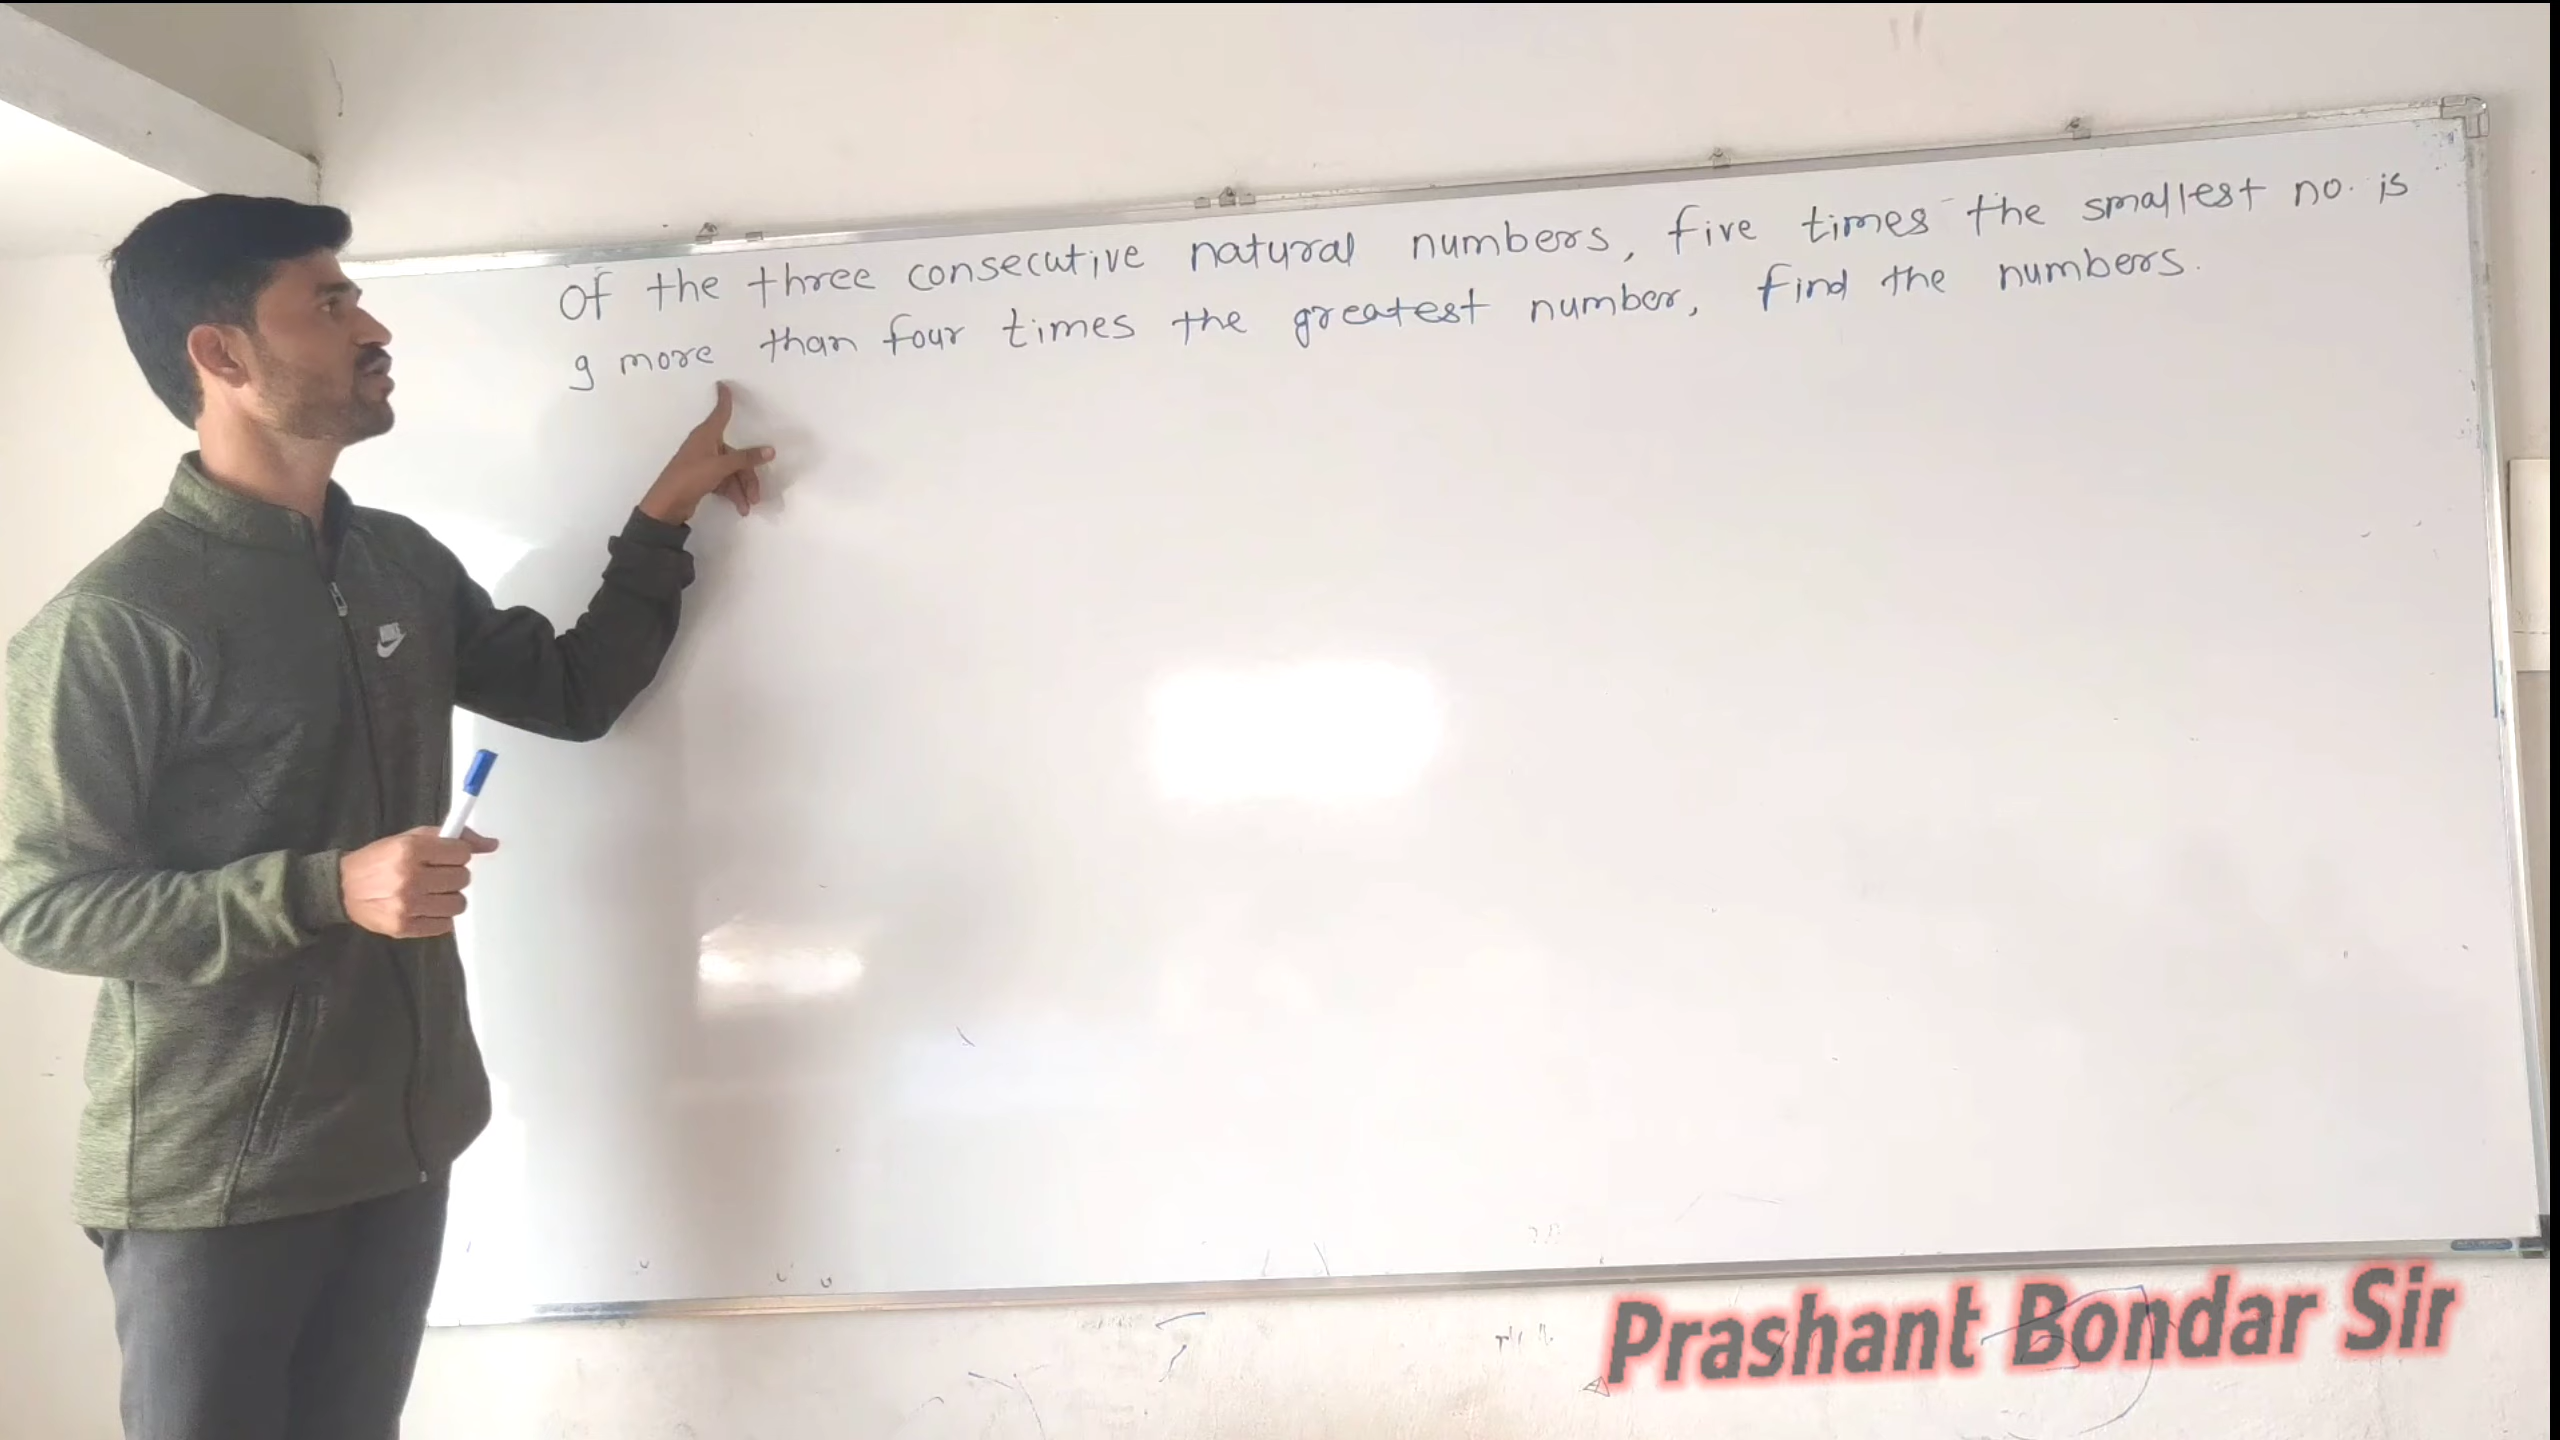 Of the three consecutive natural numbers, five times the smallest no. is
9 more than four times the greatest number, find the numbers.
NIKE
Prashant Bondar Sir